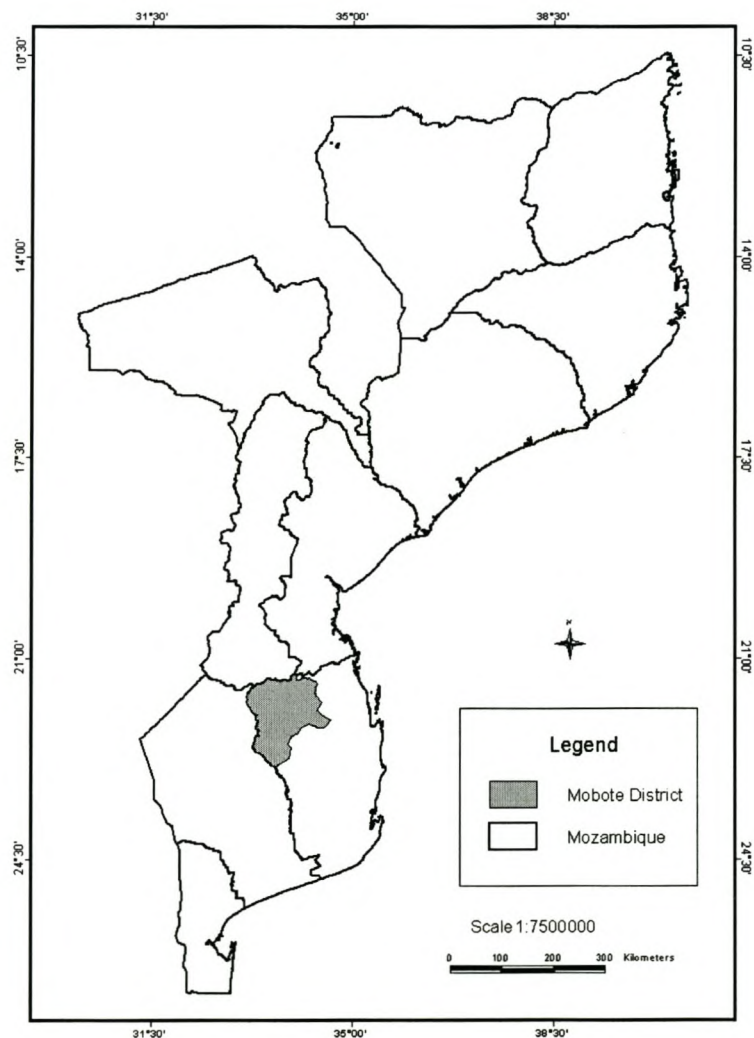 31°30' 35°00' 38°30'
10°30' 10°30'
14°00' 14°00'
17°30' 17°30'
21°00' 21°00'
N
Legend
Mobote District
Mozambique
24°30' 24°30'
Scale 1:7500000
0 100 200 300 Kilometers
31°30' 35°00' 38°30'